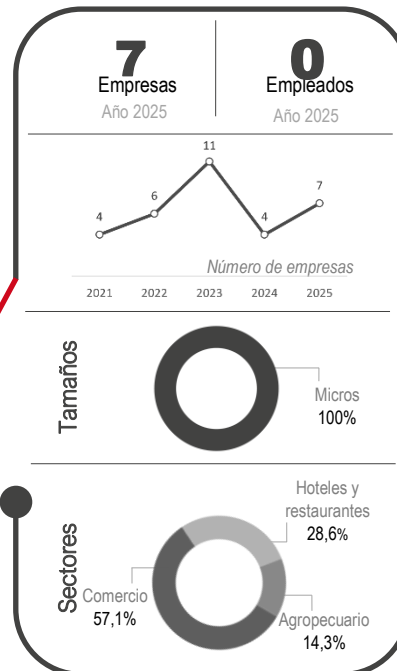 7
Empresas
Año 2025
0
Empleados
Año 2025
11
7
6
4
4
Número de empresas
2021 2022 2023 2024 2025
Tamaños
Micros
100%
Sectores
Hoteles y
restaurantes
28,6%
Comercio
57,1%
Agropecuario
14,3%